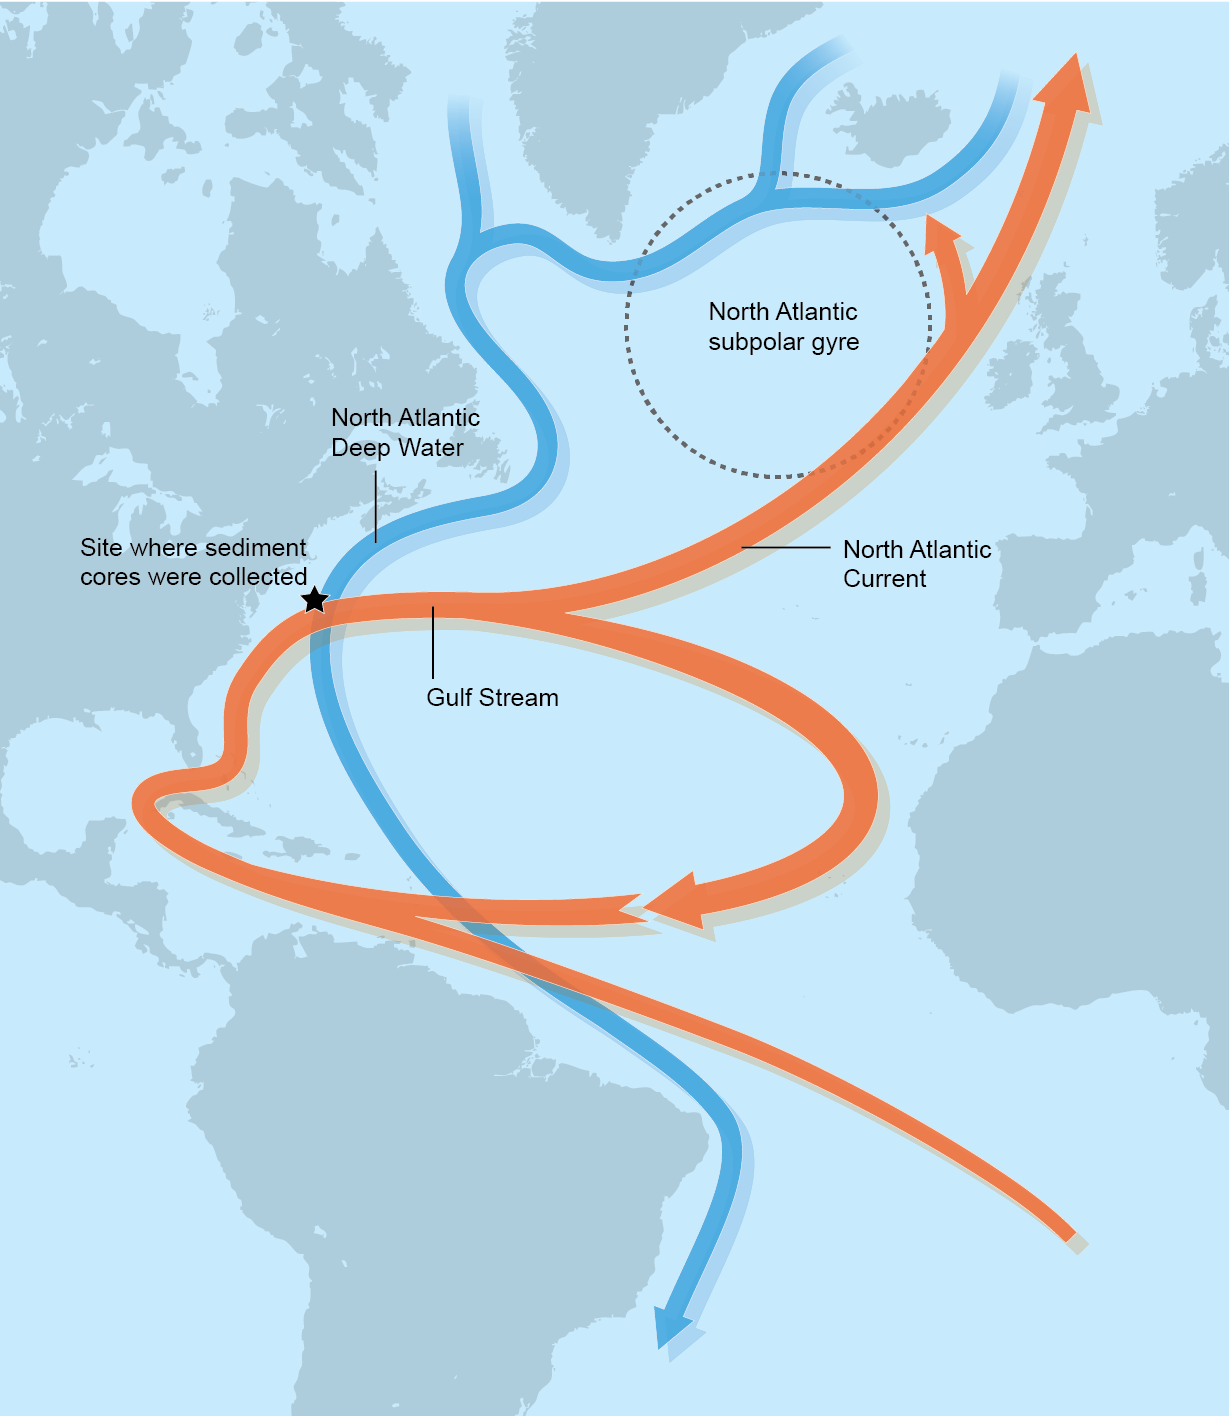 North Atlantic
subpolar gyre
North Atlantic
Deep Water
Site where sediment
cores were collected
North Atlantic
Current
Gulf Stream